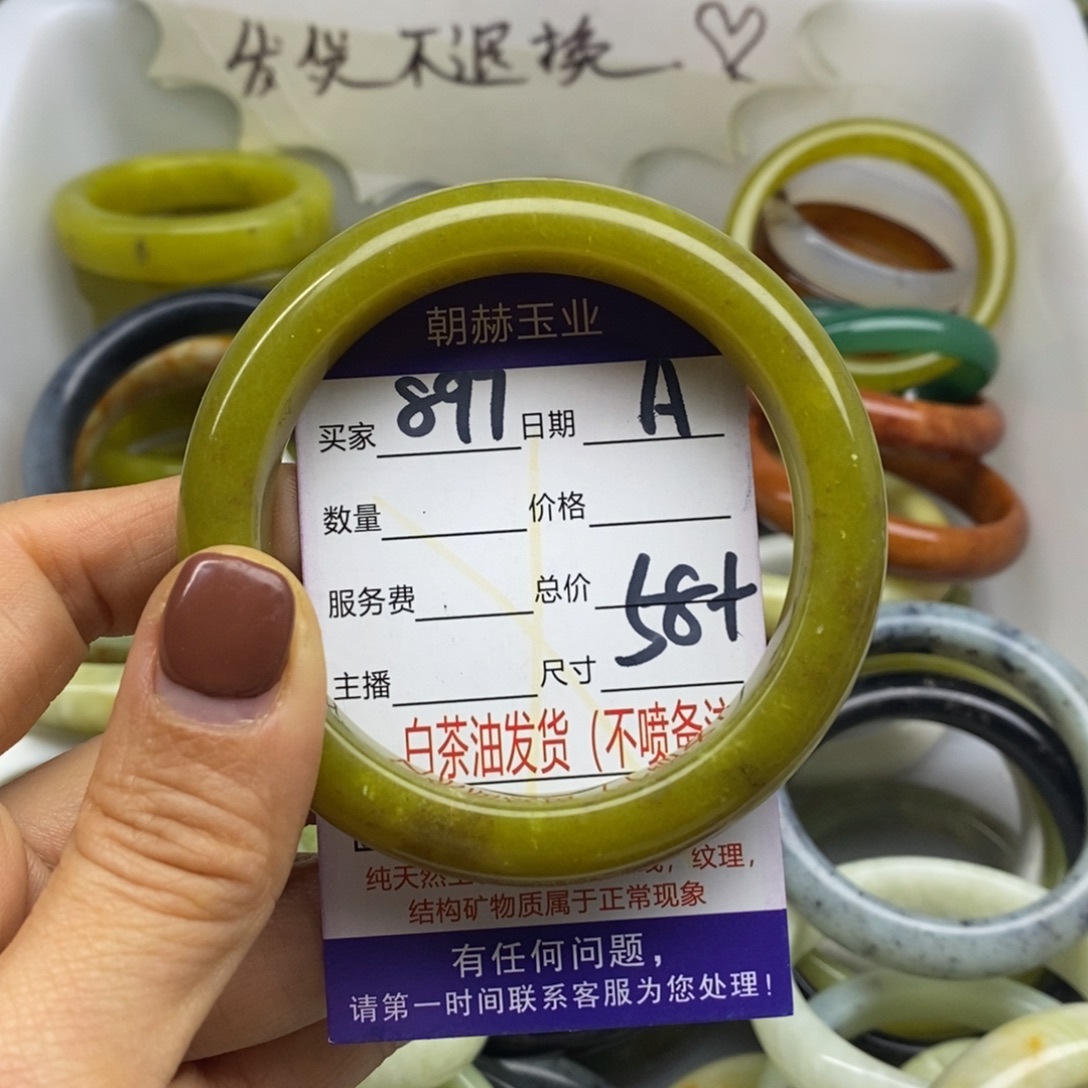 发货不退换
朝赫玉业
买家 897 日期 A
数量 价格
服务费 总价
主播 尺寸 58+
白茶油发货（不喷备注
纯天然 纹理，
结构矿物质属于正常现象
有任何问题，
请第一时间联系客服为您处理！